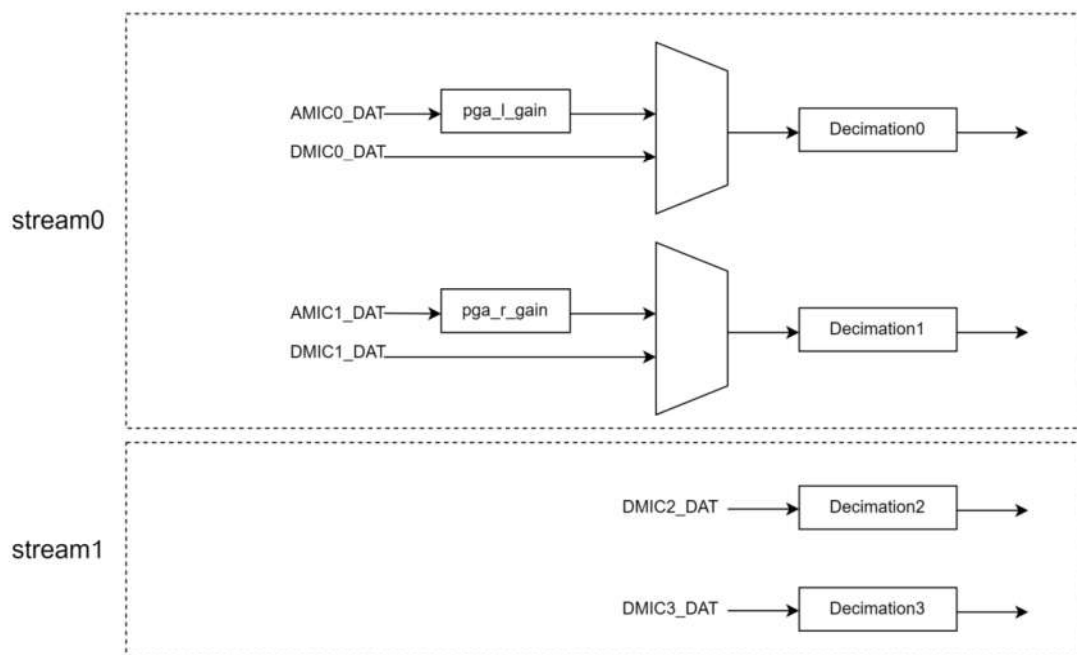 stream0
AMIC0_DAT
pga_l_gain
DMIC0_DAT
Decimation0
AMIC1_DAT
pga_r_gain
DMIC1_DAT
Decimation1
stream1
DMIC2_DAT
Decimation2
DMIC3_DAT
Decimation3